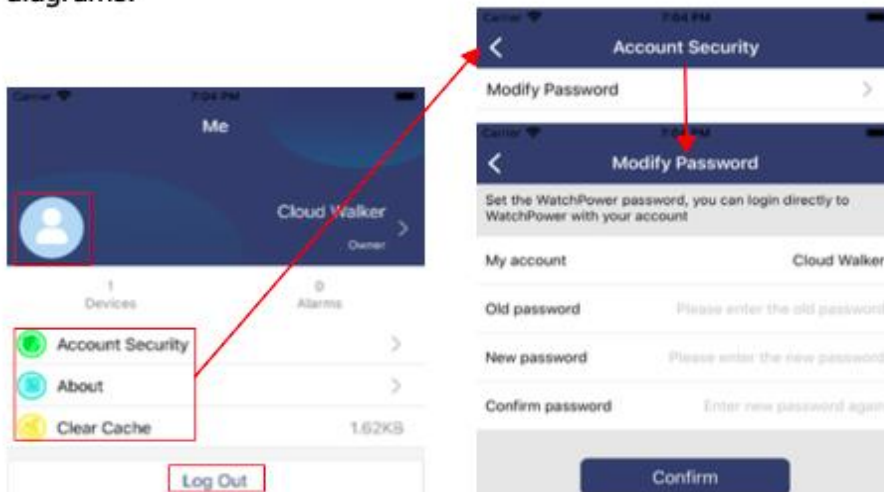 diagrams.
Carrier 7:04 PM
Me
Cloud Walker
Owner
1
Devices
0
Alarms
Account Security
About
Clear Cache 1.62KB
Log Out
Carrier 7:04 PM
Account Security
Modify Password
Carrier 7:04 PM
Modify Password
Set the WatchPower password, you can login directly to
WatchPower with your account
My account Cloud Walker
Old password Please enter the old password
New password Please enter the new password
Confirm password Enter new password again
Confirm